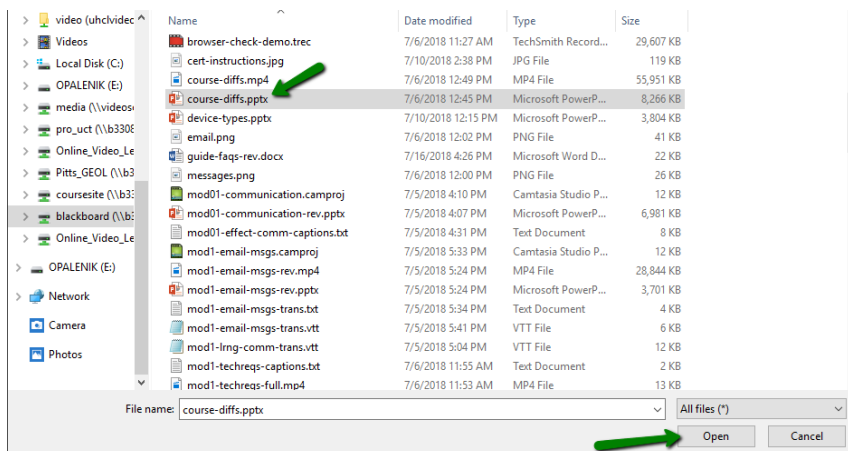 Name Date modified Type Size
video (uhclvidec
Videos
Local Disk (C:)
OPALENIK (E:)
media (\\videos
pro_uct (\\b3308
Online_Video_Le
Pitts_GEOL (\\b3
coursesite (\\b33
blackboard (\\b3
Online_Video_Le
OPALENIK (E:)
Network
Camera
Photos
browser-check-demo.trec 7/6/2018 11:27 AM TechSmith Record... 29,607 KB
cert-instructions.jpg 7/10/2018 2:38 PM JPG File 119 KB
course-diffs.mp4 7/6/2018 12:49 PM MP4 File 55,951 KB
course-diffs.pptx 7/6/2018 12:45 PM Microsoft PowerP... 8,266 KB
device-types.pptx 7/10/2018 12:15 PM Microsoft PowerP... 3,804 KB
email.png 7/6/2018 12:02 PM PNG File 41 KB
guide-faqs-rev.docx 7/16/2018 4:26 PM Microsoft Word D... 22 KB
messages.png 7/6/2018 12:00 PM PNG File 26 KB
mod01-communication.camproj 7/5/2018 4:10 PM Camtasia Studio P... 12 KB
mod01-communication-rev.pptx 7/5/2018 4:07 PM Microsoft PowerP... 6,981 KB
mod01-effect-comm-captions.txt 7/5/2018 4:31 PM Text Document 8 KB
mod1-email-msgs.camproj 7/5/2018 5:33 PM Camtasia Studio P... 12 KB
mod1-email-msgs-rev.mp4 7/5/2018 5:24 PM MP4 File 28,844 KB
mod1-email-msgs-rev.pptx 7/5/2018 5:24 PM Microsoft PowerP... 3,701 KB
mod1-email-msgs-trans.txt 7/5/2018 5:34 PM Text Document 4 KB
mod1-email-msgs-trans.vtt 7/5/2018 5:41 PM VTT File 6 KB
mod1-lrng-comm-trans.vtt 7/5/2018 5:04 PM VTT File 12 KB
mod1-techreqs-captions.txt 7/6/2018 11:55 AM Text Document 2 KB
mod1-techreqs-full.mp4 7/6/2018 11:53 AM MP4 File 13 KB
File name: course-diffs.pptx All files (*)
Open Cancel